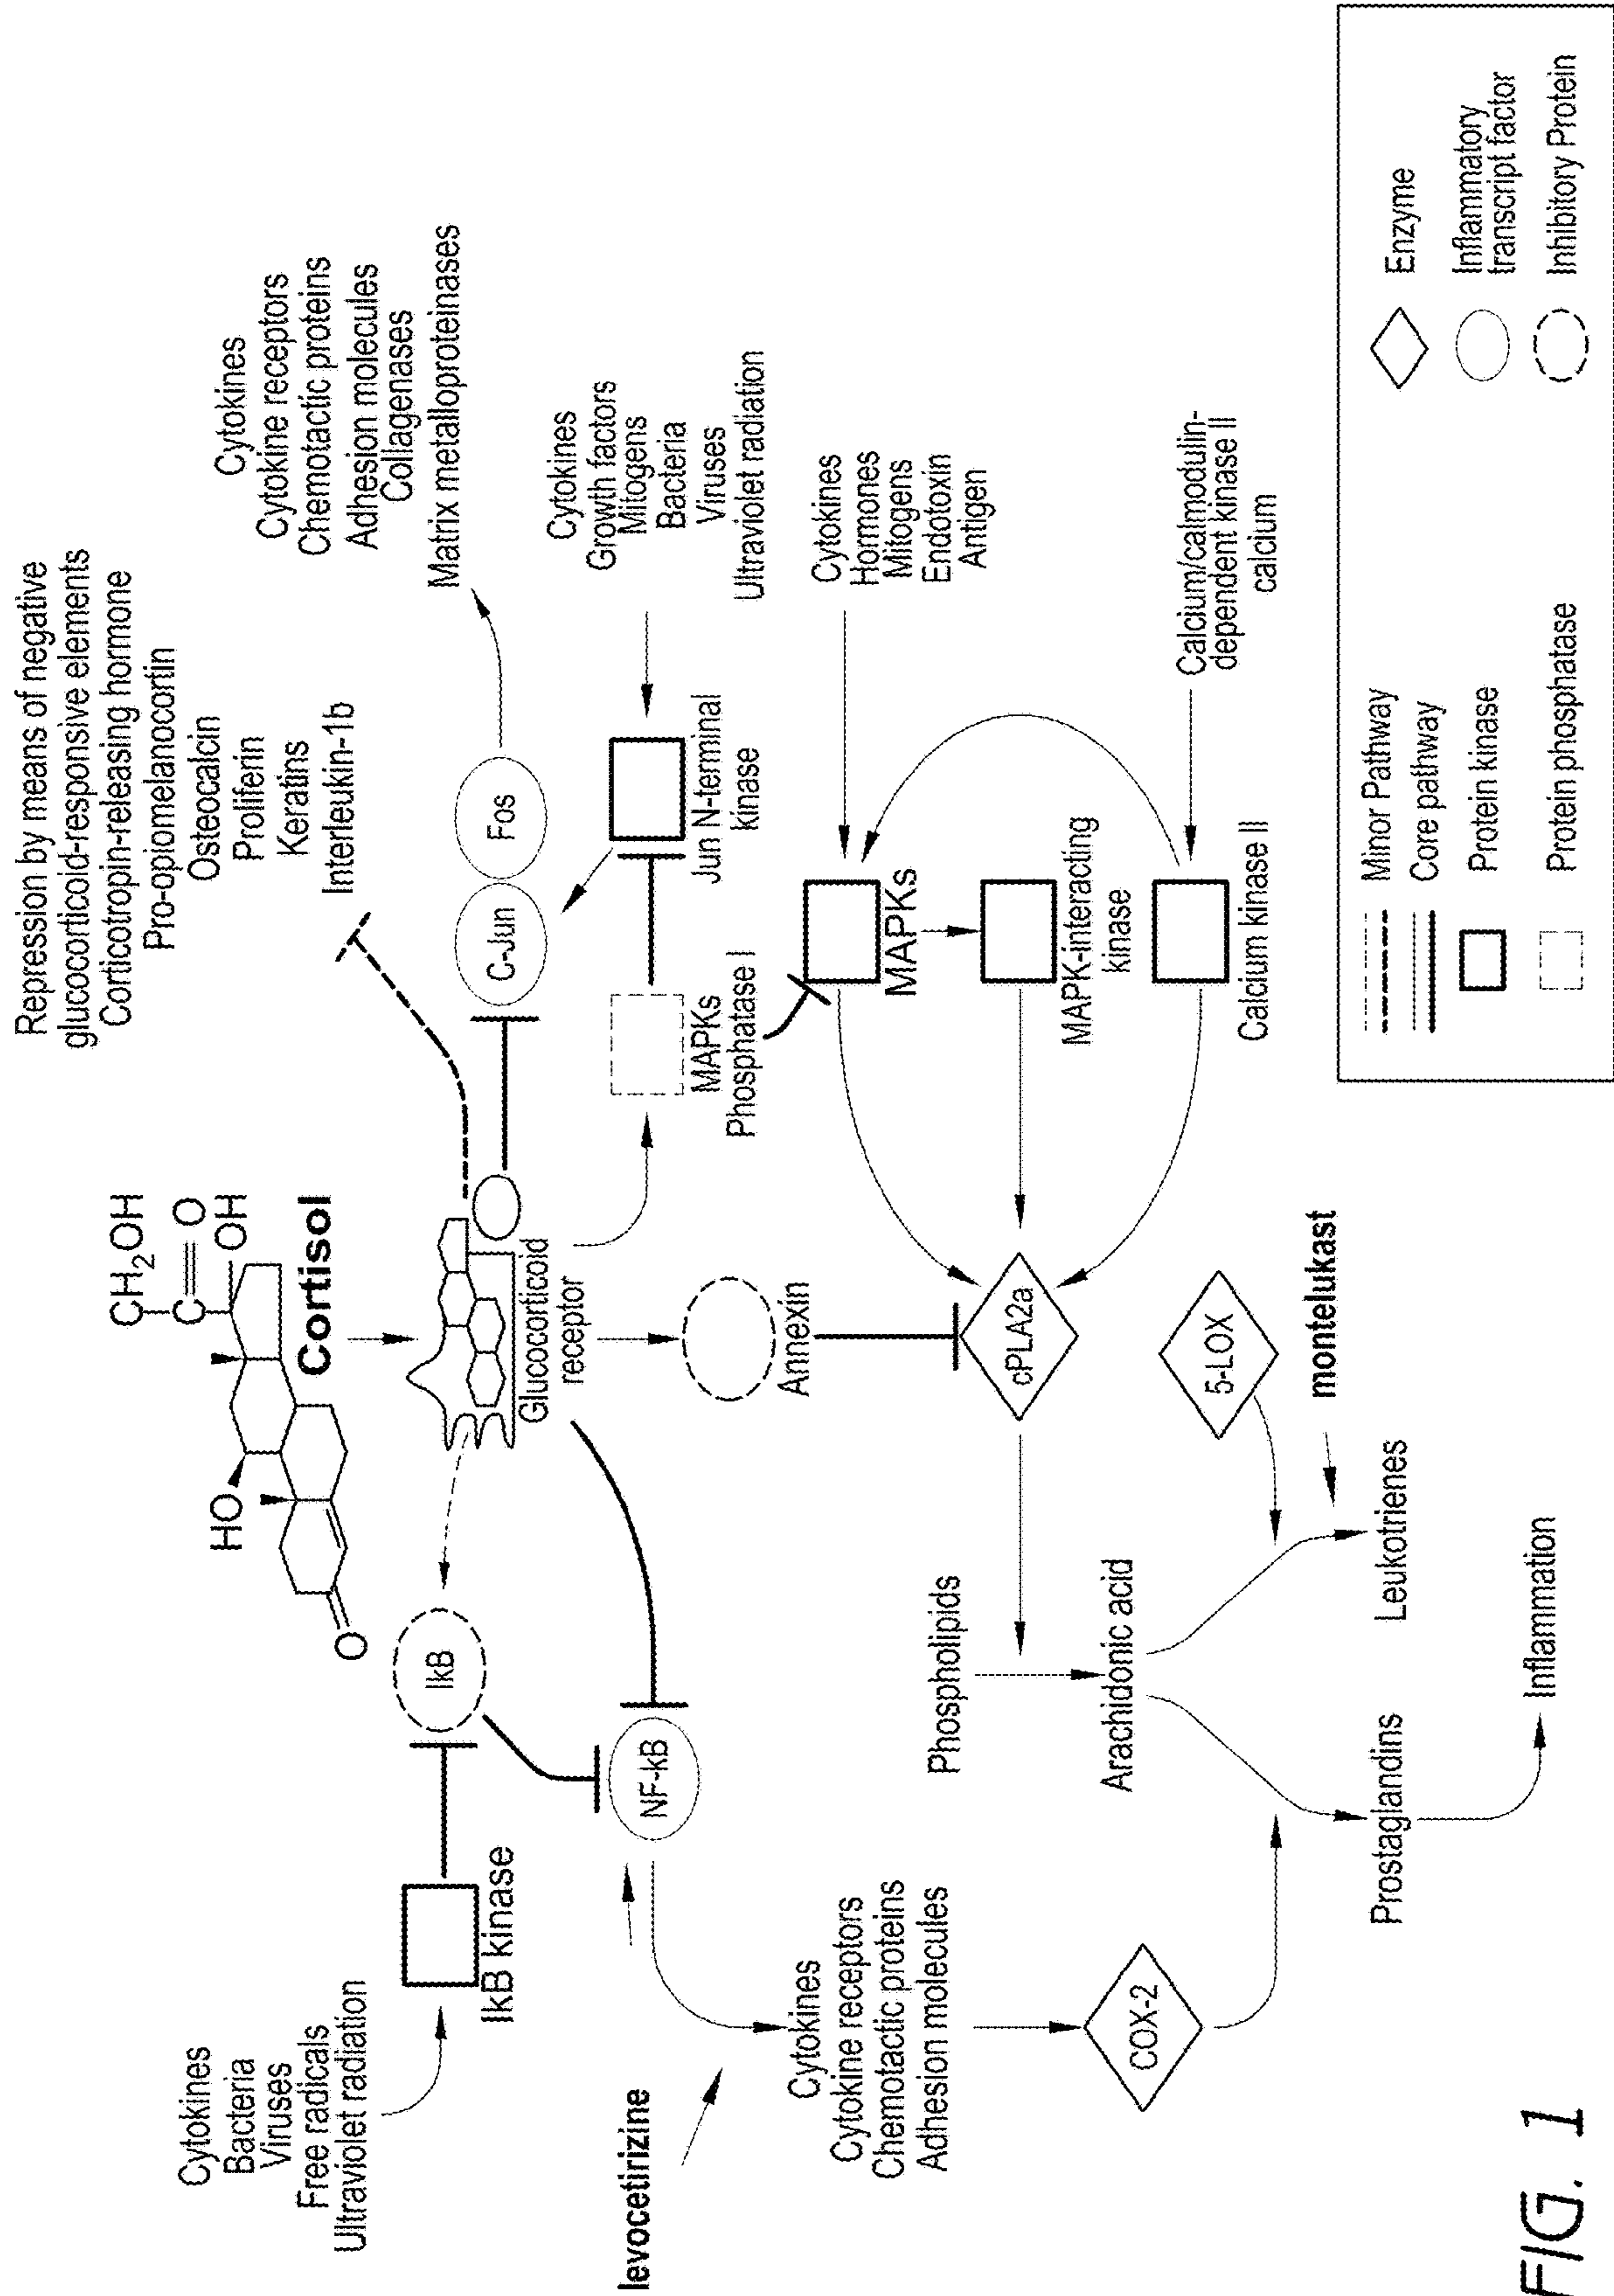 Repression by means of negative
glucocorticoid-responsive elements
Corticotropin-releasing hormone
Pro-opiomelanocortin
Osteocalcin
Proliferin
Keratins
Interleukin-1b
CH2OH
C
O
OH
HO
O
Cortisol
Cytokines
Bacteria
Viruses
Free radicals
Ultraviolet radiation
IkB kinase
IkB
Glucocorticoid
receptor
C-Jun
Fos
Cytokines
Cytokine receptors
Chemotactic proteins
Adhesion molecules
Collagenases
Matrix metalloproteinases
levocetirizine
NF-kB
Annexin
MAPKs
Phosphatase I
Jun N-terminal
kinase
Cytokines
Growth factors
Mitogens
Bacteria
Viruses
Ultraviolet radiation
Cytokines
Cytokine receptors
Chemotactic proteins
Adhesion molecules
MAPKs
Cytokines
Hormones
Mitogens
Endotoxin
Antigen
Phospholipids
cPLA2a
MAPK-interacting
kinase
Arachidonic acid
COX-2
5-LOX
Calcium kinase II
Calcium/calmodulin-
dependent kinase II
calcium
montelukast
Prostaglandins
Leukotrienes
Inflammation
Minor Pathway
Core pathway
Protein kinase
Protein phosphatase
Enzyme
Inflammatory
transcript factor
Inhibitory Protein
FIG. 1